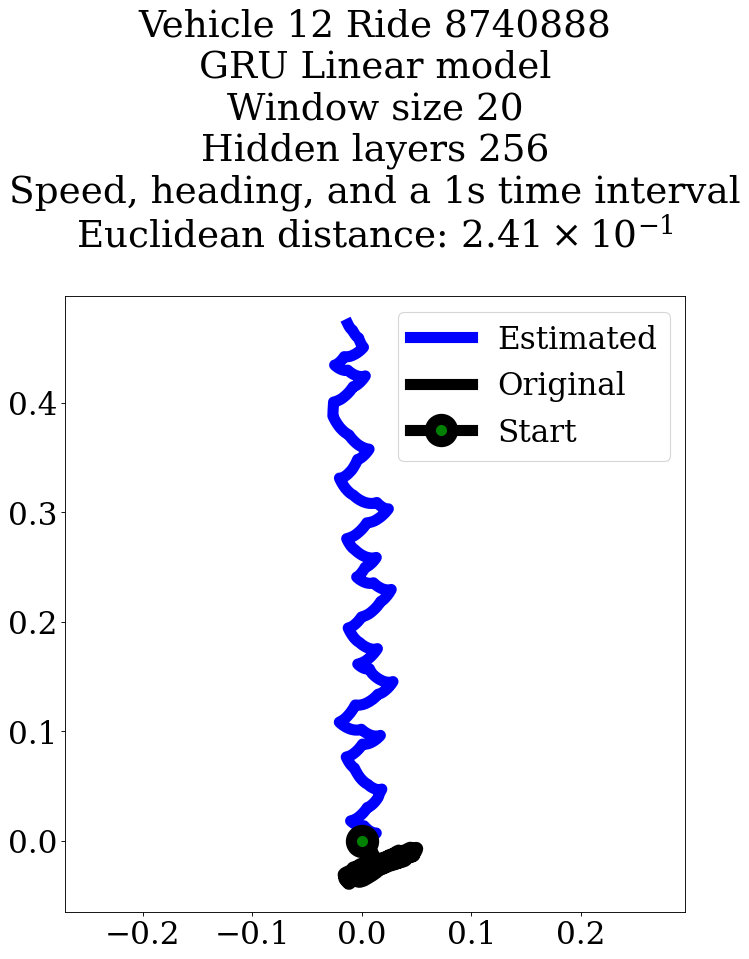 Vehicle 12 Ride 8740888
GRU Linear model
Window size 20
Hidden layers 256
Speed, heading, and a 1s time interval
Euclidean distance: 2.41 × 10⁻¹
Estimated
Original
Start
0.4
0.3
0.2
0.1
0.0
−0.2 −0.1 0.0 0.1 0.2